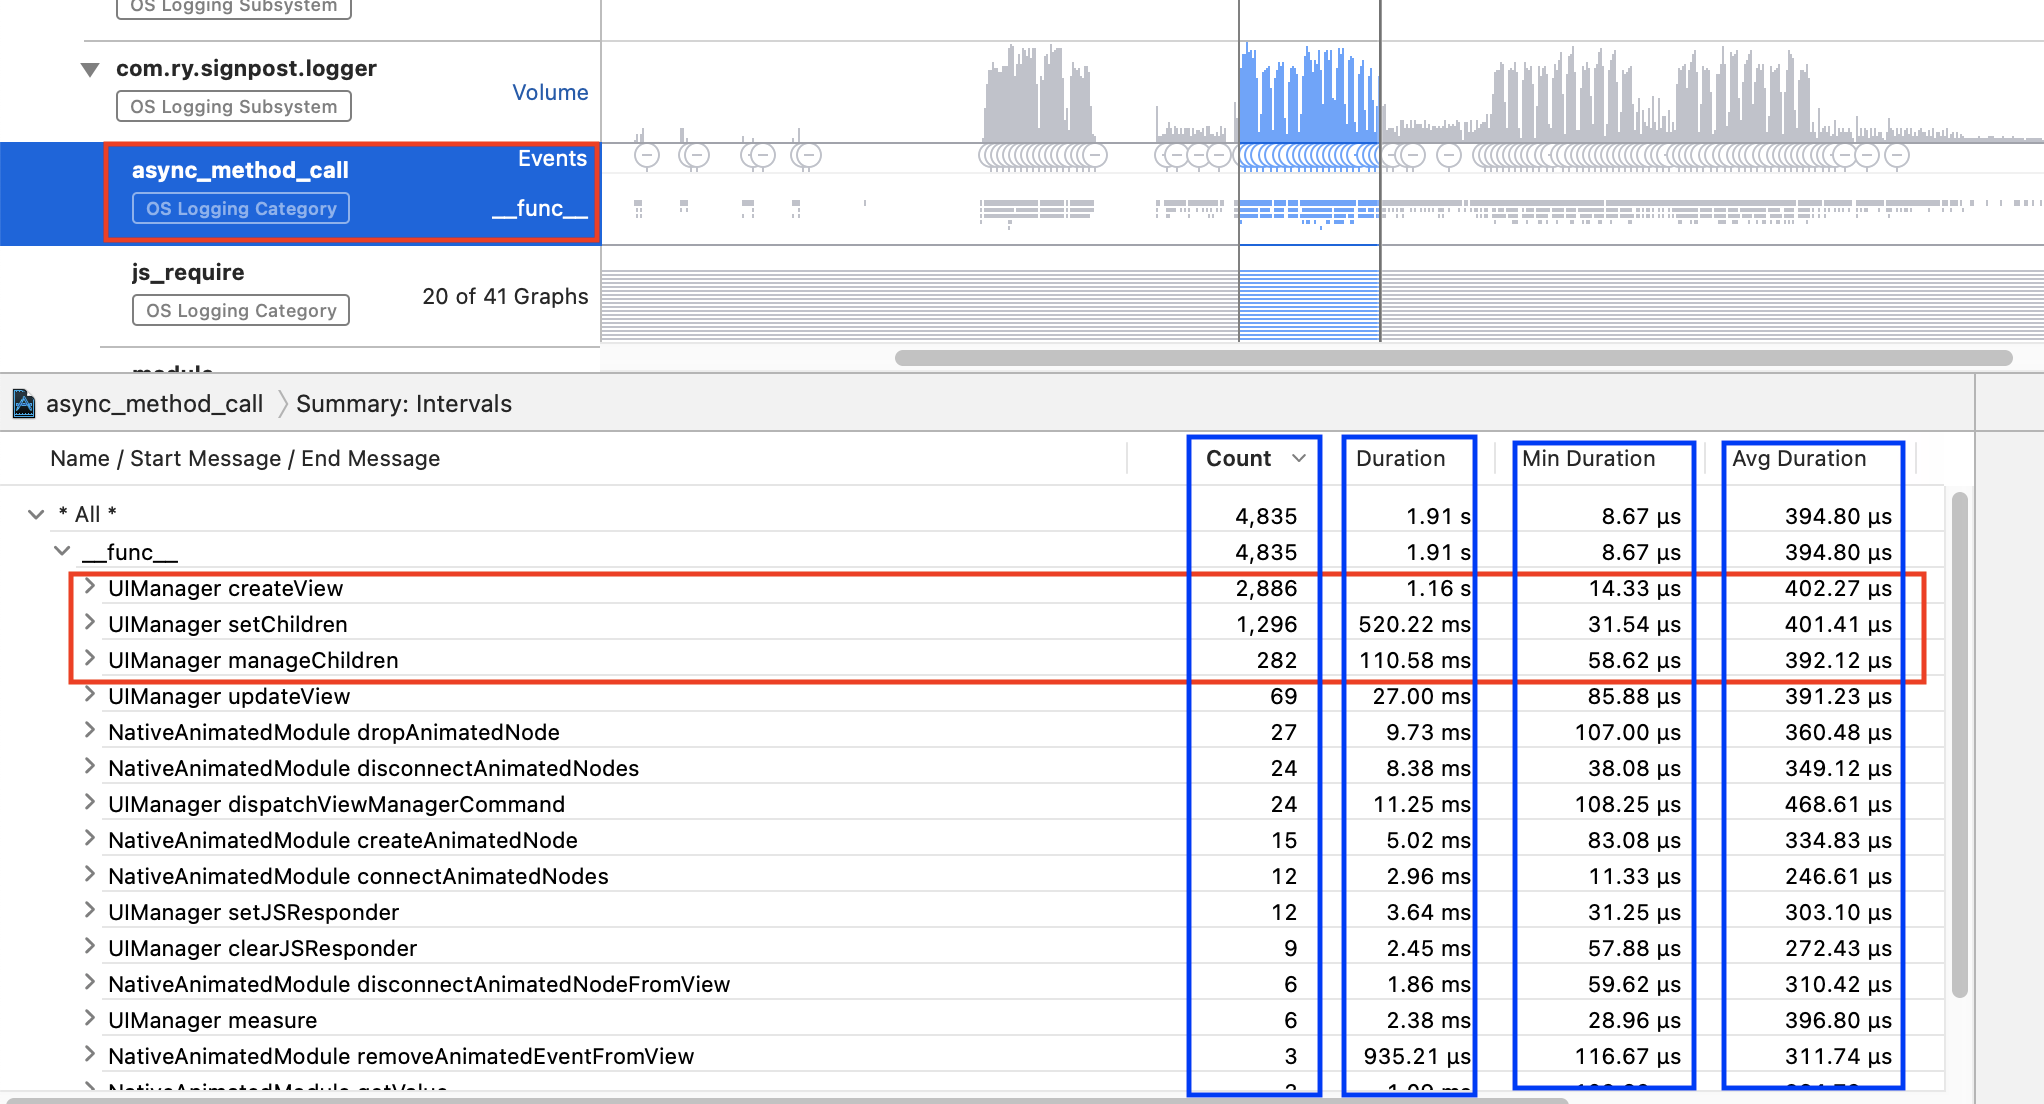 OS Logging Subsystem
com.ry.signpost.logger
OS Logging Subsystem
Volume
async_method_call
Events
OS Logging Category
__func__
js_require
OS Logging Category
20 of 41 Graphs
module
async_method_call Summary: Intervals
Name / Start Message / End Message Count Duration Min Duration Avg Duration
* All * 4,835 1.91 s 8.67 µs 394.80 µs
__func__ 4,835 1.91 s 8.67 µs 394.80 µs
UIManager createView 2,886 1.16 s 14.33 µs 402.27 µs
UIManager setChildren 1,296 520.22 ms 31.54 µs 401.41 µs
UIManager manageChildren 282 110.58 ms 58.62 µs 392.12 µs
UIManager updateView 69 27.00 ms 85.88 µs 391.23 µs
NativeAnimatedModule dropAnimatedNode 27 9.73 ms 107.00 µs 360.48 µs
NativeAnimatedModule disconnectAnimatedNodes 24 8.38 ms 38.08 µs 349.12 µs
UIManager dispatchViewManagerCommand 24 11.25 ms 108.25 µs 468.61 µs
NativeAnimatedModule createAnimatedNode 15 5.02 ms 83.08 µs 334.83 µs
NativeAnimatedModule connectAnimatedNodes 12 2.96 ms 11.33 µs 246.61 µs
UIManager setJSResponder 12 3.64 ms 31.25 µs 303.10 µs
UIManager clearJSResponder 9 2.45 ms 57.88 µs 272.43 µs
NativeAnimatedModule disconnectAnimatedNodeFromView 6 1.86 ms 59.62 µs 310.42 µs
UIManager measure 6 2.38 ms 28.96 µs 396.80 µs
NativeAnimatedModule removeAnimatedEventFromView 3 935.21 µs 116.67 µs 311.74 µs
NativeAnimatedModule getValue